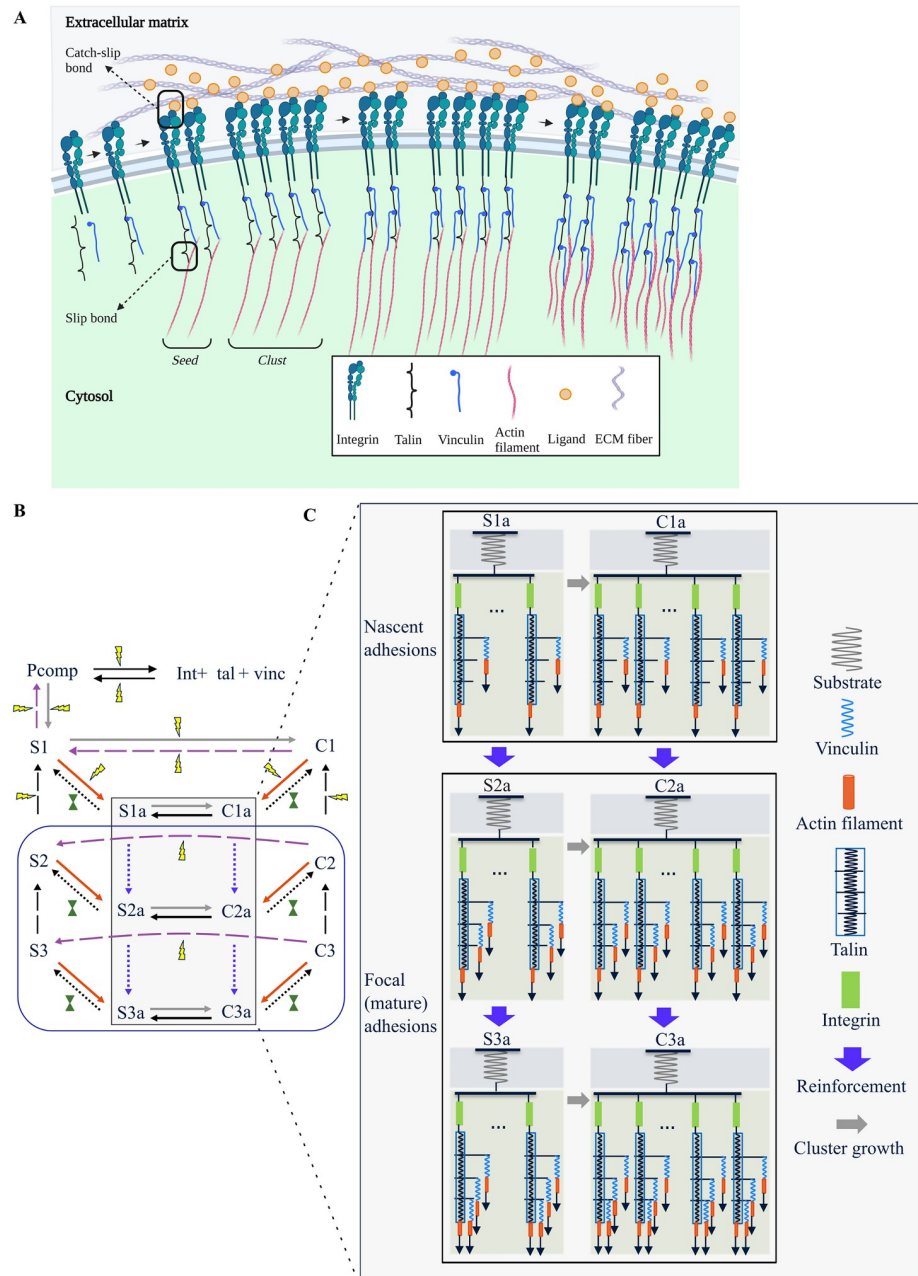 A
Extracellular matrix
Catch-slip
bond
Slip bond
Seed
Clust
Cytosol
Integrin
Talin
Vinculin
Actin
filament
Ligand
ECM fiber
B
Pcomp
Int+ tal + vinc
S1
C1
S1a
C1a
S2
C2
S2a
C2a
S3
C3
S3a
C3a
C
S1a
C1a
...
...
Nascent
adhesions
S2a
C2a
...
...
Focal
(mature)
adhesions
S3a
C3a
...
...
Substrate
Vinculin
Actin filament
Talin
Integrin
Reinforcement
Cluster growth